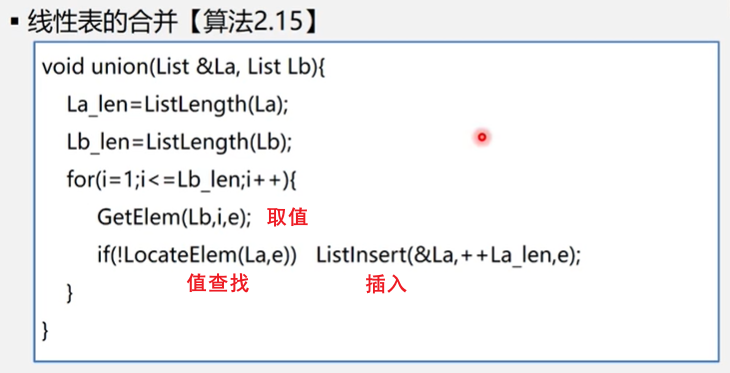 ▪ 线性表的合并【算法2.15】
void union(List &La, List Lb){
La_len=ListLength(La);
Lb_len=ListLength(Lb);
for(i=1;i<=Lb_len;i++){
GetElem(Lb,i,e); 取值
if(!LocateElem(La,e)) ListInsert(&La,++La_len,e);
值查找 插入
}
}